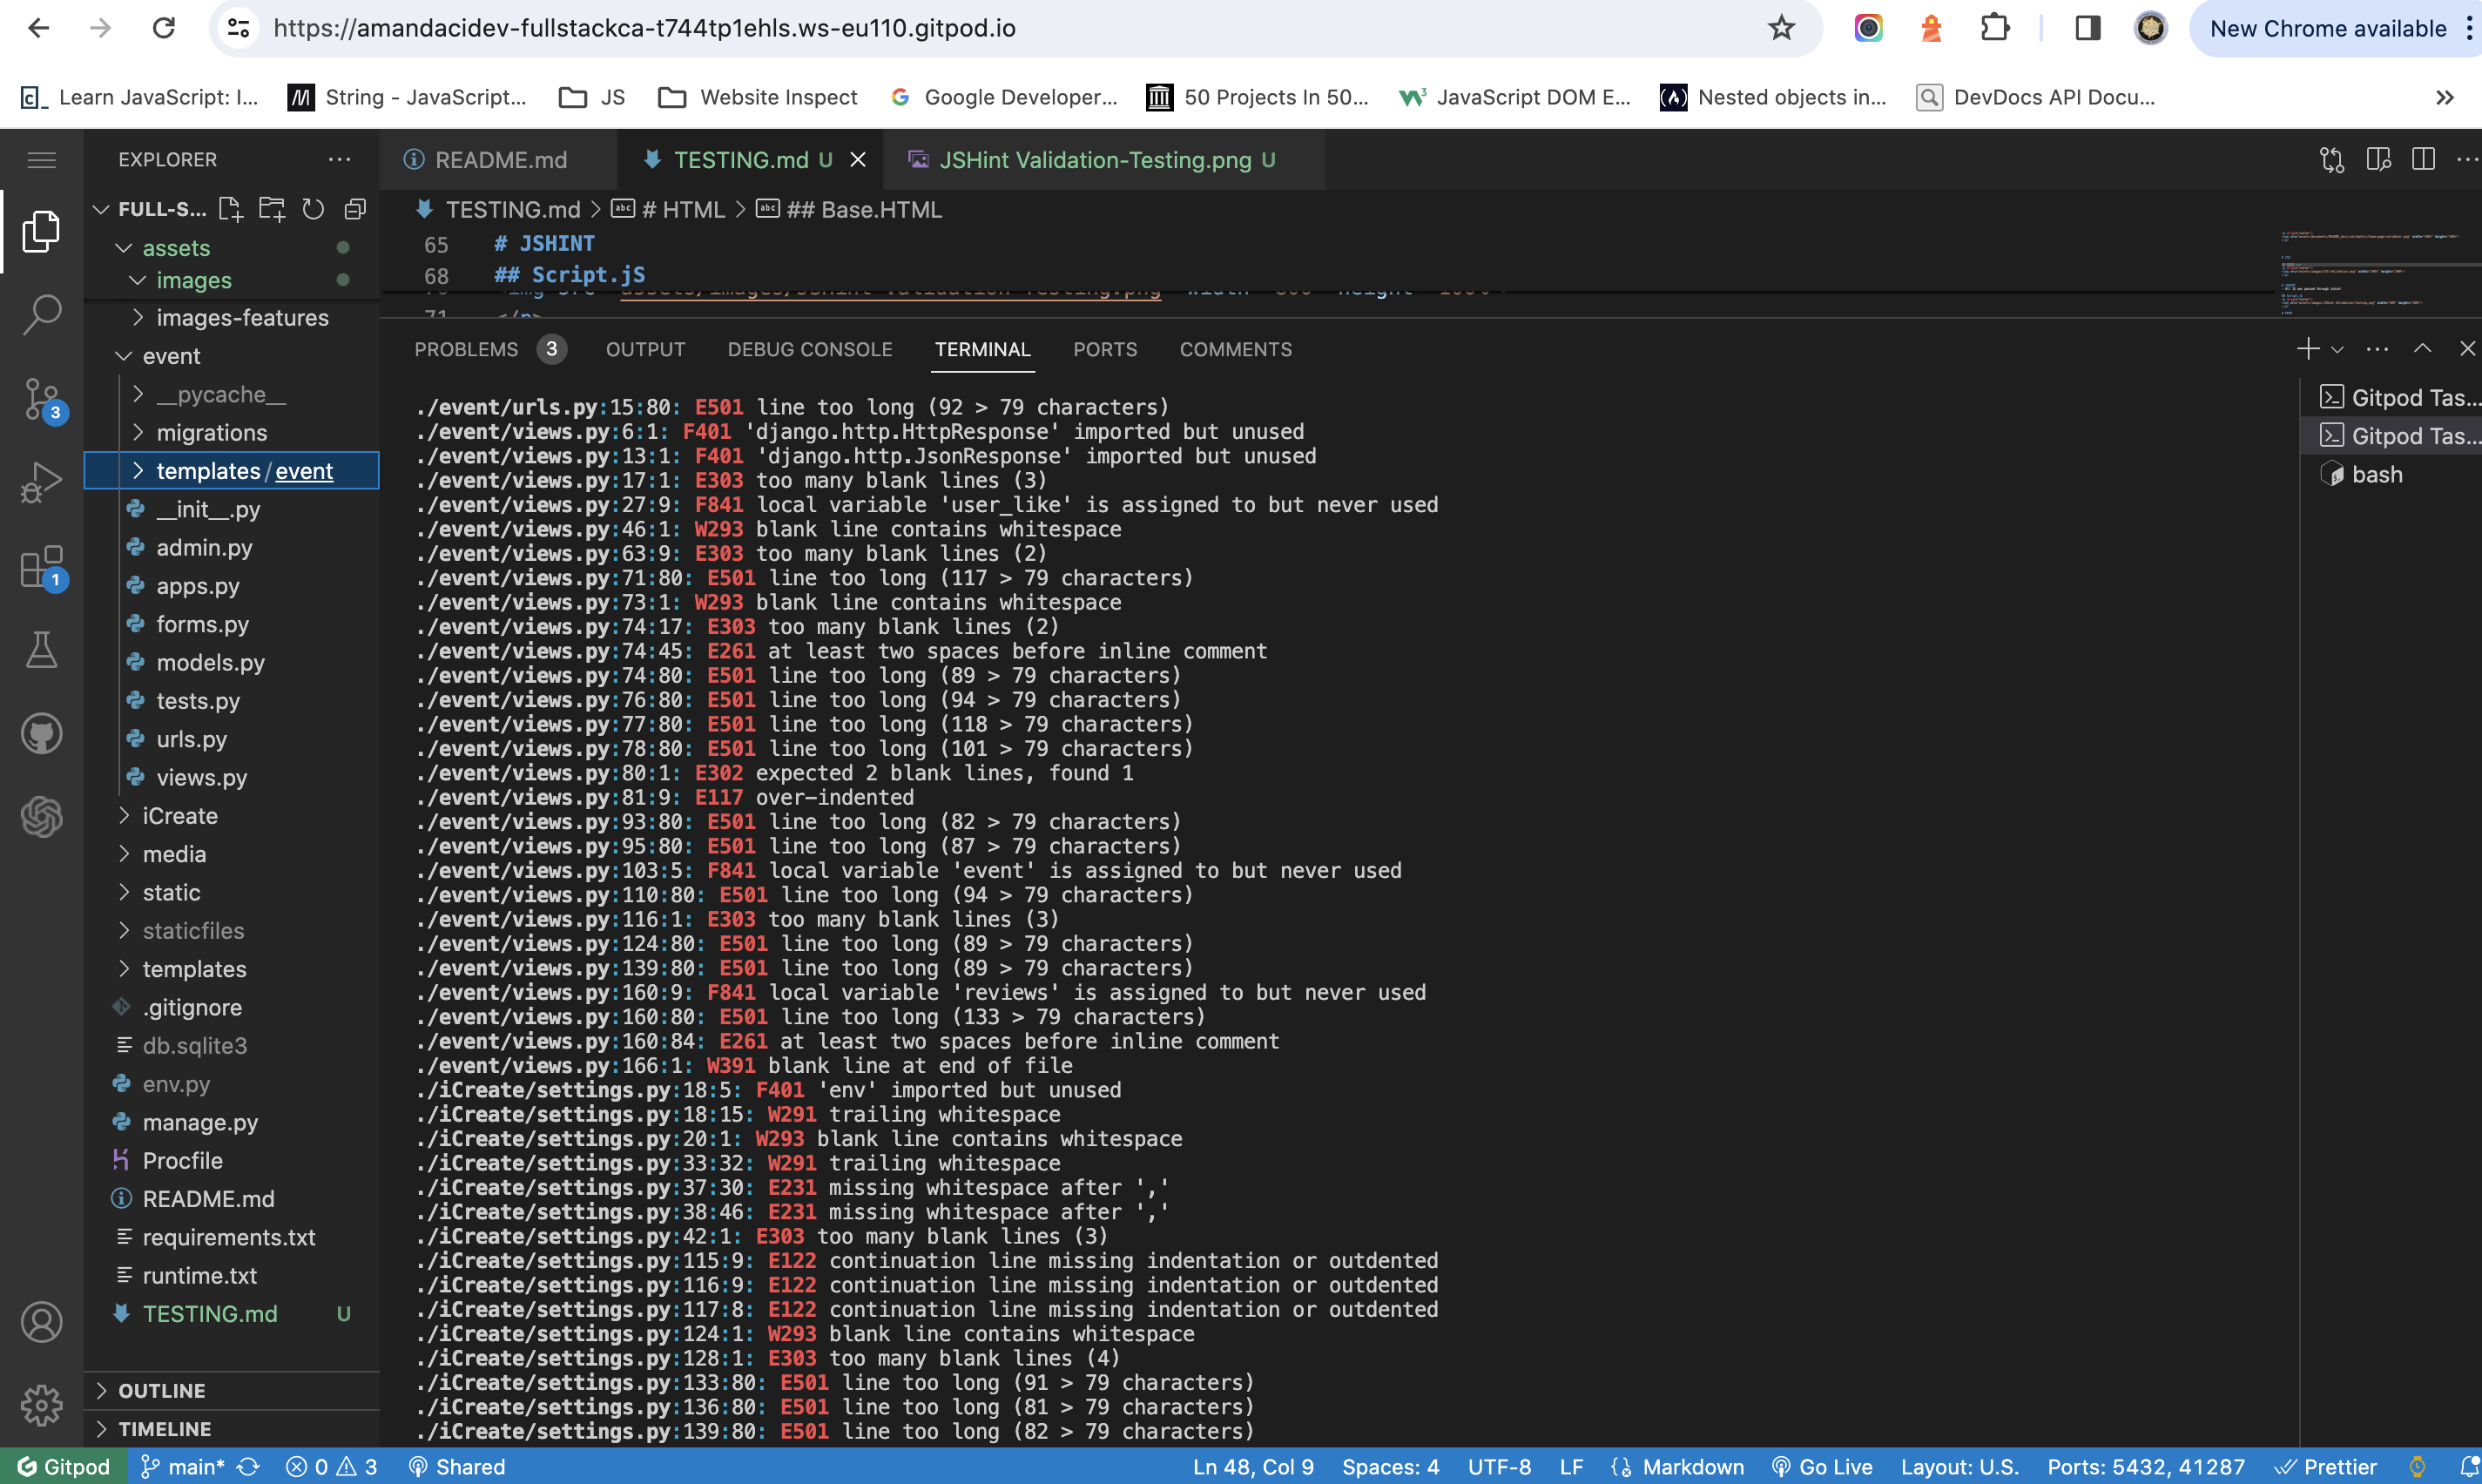 https://amandacidev-fullstackca-t744tp1ehls.ws-eu110.gitpod.io
New Chrome available
Learn JavaScript: I...
String - JavaScript...
JS
Website Inspect
Google Developer...
50 Projects In 50...
JavaScript DOM E...
Nested objects in...
DevDocs API Docu...
EXPLORER
README.md
TESTING.md U
JSHint Validation-Testing.png U
FULL-S...
TESTING.md > # HTML > ## Base.HTML
assets
images
images-features
event
__pycache__
migrations
templates/event
__init__.py
admin.py
apps.py
forms.py
models.py
tests.py
urls.py
views.py
iCreate
media
static
staticfiles
templates
.gitignore
db.sqlite3
env.py
manage.py
Procfile
README.md
requirements.txt
runtime.txt
TESTING.md U
OUTLINE
TIMELINE
3
1
65 # JSHINT
68 ## Script.jS
71 </p>
PROBLEMS 3 OUTPUT DEBUG CONSOLE TERMINAL PORTS COMMENTS
./event/urls.py:15:80: E501 line too long (92 > 79 characters)
./event/views.py:6:1: F401 'django.http.HttpResponse' imported but unused
./event/views.py:13:1: F401 'django.http.JsonResponse' imported but unused
./event/views.py:17:1: E303 too many blank lines (3)
./event/views.py:27:9: F841 local variable 'user_like' is assigned to but never used
./event/views.py:46:1: W293 blank line contains whitespace
./event/views.py:63:9: E303 too many blank lines (2)
./event/views.py:71:80: E501 line too long (117 > 79 characters)
./event/views.py:73:1: W293 blank line contains whitespace
./event/views.py:74:17: E303 too many blank lines (2)
./event/views.py:74:45: E261 at least two spaces before inline comment
./event/views.py:74:80: E501 line too long (89 > 79 characters)
./event/views.py:76:80: E501 line too long (94 > 79 characters)
./event/views.py:77:80: E501 line too long (118 > 79 characters)
./event/views.py:78:80: E501 line too long (101 > 79 characters)
./event/views.py:80:1: E302 expected 2 blank lines, found 1
./event/views.py:81:9: E117 over-indented
./event/views.py:93:80: E501 line too long (82 > 79 characters)
./event/views.py:95:80: E501 line too long (87 > 79 characters)
./event/views.py:103:5: F841 local variable 'event' is assigned to but never used
./event/views.py:110:80: E501 line too long (94 > 79 characters)
./event/views.py:116:1: E303 too many blank lines (3)
./event/views.py:124:80: E501 line too long (89 > 79 characters)
./event/views.py:139:80: E501 line too long (89 > 79 characters)
./event/views.py:160:9: F841 local variable 'reviews' is assigned to but never used
./event/views.py:160:80: E501 line too long (133 > 79 characters)
./event/views.py:160:84: E261 at least two spaces before inline comment
./event/views.py:166:1: W391 blank line at end of file
./iCreate/settings.py:18:5: F401 'env' imported but unused
./iCreate/settings.py:18:15: W291 trailing whitespace
./iCreate/settings.py:20:1: W293 blank line contains whitespace
./iCreate/settings.py:33:32: W291 trailing whitespace
./iCreate/settings.py:37:30: E231 missing whitespace after ','
./iCreate/settings.py:38:46: E231 missing whitespace after ','
./iCreate/settings.py:42:1: E303 too many blank lines (3)
./iCreate/settings.py:115:9: E122 continuation line missing indentation or outdented
./iCreate/settings.py:116:9: E122 continuation line missing indentation or outdented
./iCreate/settings.py:117:8: E122 continuation line missing indentation or outdented
./iCreate/settings.py:124:1: W293 blank line contains whitespace
./iCreate/settings.py:128:1: E303 too many blank lines (4)
./iCreate/settings.py:133:80: E501 line too long (91 > 79 characters)
./iCreate/settings.py:136:80: E501 line too long (81 > 79 characters)
./iCreate/settings.py:139:80: E501 line too long (82 > 79 characters)
Gitpod Tas...
Gitpod Tas...
bash
Gitpod main* 0 3 Shared Ln 48, Col 9 Spaces: 4 UTF-8 LF Markdown Go Live Layout: U.S. Ports: 5432, 41287 Prettier